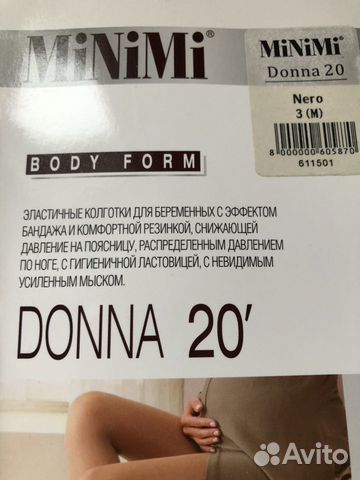 MiNiMi®
BODY FORM
ЭЛАСТИЧНЫЕ КОЛГОТКИ ДЛЯ БЕРЕМЕННЫХ С ЭФФЕКТОМ
БАНДАЖА И КОМФОРТНОЙ РЕЗИНКОЙ, СНИЖАЮЩЕЙ
ДАВЛЕНИЕ НА ПОЯСНИЦУ, РАСПРЕДЕЛЕННЫМ ДАВЛЕНИЕМ
ПО НОГЕ, С ГИГИЕНИЧНОЙ ЛАСТОВИЦЕЙ, С НЕВИДИМЫМ
УСИЛЕННЫМ МЫСКОМ.
DONNA 20'
MiNiMi®
Donna 20
Nero
3 (M)
8 000000 605870
611501
Avito